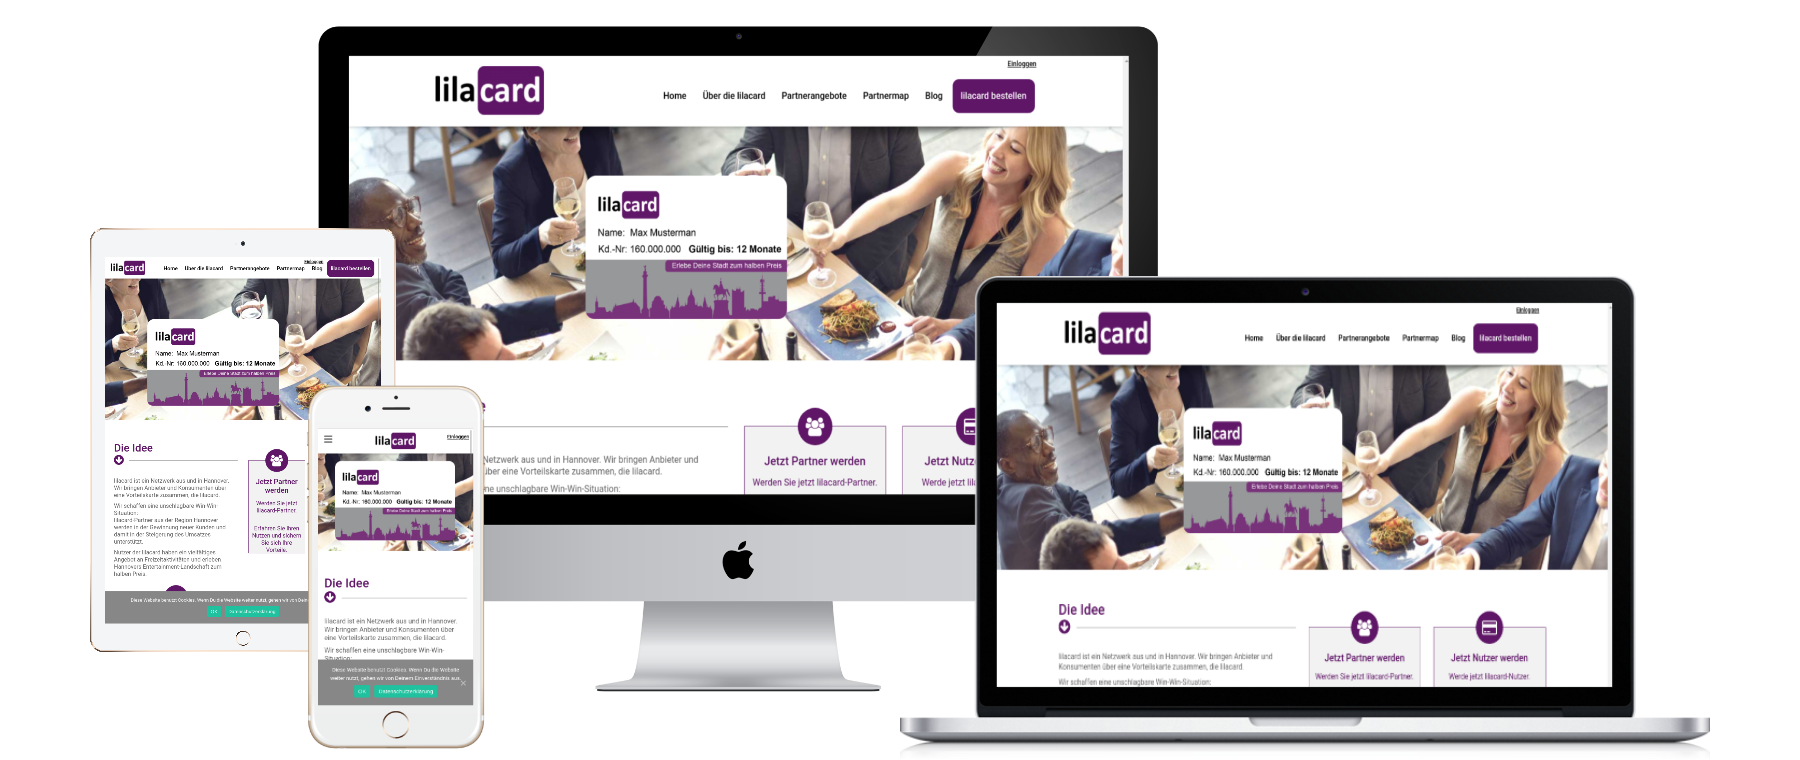 Einloggen
lilacard
Home Über die lilacard Partnerangebote Partnermap Blog lilacard bestellen
lilacard
Name: Max Musterman
Kd.-Nr: 160.000.000 Gültig bis: 12 Monate
Erlebe Deine Stadt zum halben Preis
Netzwerk aus und in Hannover. Wir bringen Anbieter und
über eine Vorteilskarte zusammen, die lilacard.
ne unschlagbare Win-Win-Situation:
Jetzt Partner werden
Werden Sie jetzt lilacard-Partner.
Jetzt Nutz
Werde jetzt lila
Einloggen
lilacard
Home Über die lilacard Partnerangebote Partnermap Blog lilacard bestellen
lilacard
Name: Max Musterman
Kd.-Nr: 160.000.000 Gültig bis: 12 Monate
Erlebe Deine Stadt zum halben Preis
Die Idee
lilacard ist ein Netzwerk aus und in Hannover.
Wir bringen Anbieter und Konsumenten über
eine Vorteilskarte zusammen, die lilacard.
Wir schaffen eine unschlagbare Win-Win-
Situation:
lilacard-Partner aus der Region Hannover
werden in der Gewinnung neuer Kunden und
damit in der Steigerung des Umsatzes
unterstützt.
Nutzer der lilacard haben ein vielfältiges
Angebot an Freizeitaktivitäten und erleben
Hannovers Entertainment-Landschaft zum
halben Preis.
Jetzt Partner
werden
Werden Sie jetzt
lilacard-Partner.
Erfahren Sie Ihren
Nutzen und sichern
Sie sich Ihre
Vorteile.
Diese Website benutzt Cookies. Wenn Du die Website weiter nutzt, gehen wir von Dein
OK Datenschutzerklärung
lilacard
Einloggen
lilacard
Name: Max Musterman
Kd.-Nr: 160.000.000 Gültig bis: 12 Monate
Erlebe Deine Stadt zum halben Preis
Die Idee
lilacard ist ein Netzwerk aus und in Hannover.
Wir bringen Anbieter und Konsumenten über
eine Vorteilskarte zusammen, die lilacard.
Wir schaffen eine unschlagbare Win-Win-
Situation:
Diese Website benutzt Cookies. Wenn Du die Website
weiter nutzt, gehen wir von Deinem Einverständnis aus.
OK Datenschutzerklärung
Einloggen
lilacard
Home Über die lilacard Partnerangebote Partnermap Blog lilacard bestellen
lilacard
Name: Max Musterman
Kd.-Nr: 160.000.000 Gültig bis: 12 Monate
Erlebe Deine Stadt zum halben Preis
Die Idee
lilacard ist ein Netzwerk aus und in Hannover. Wir bringen Anbieter und
Konsumenten über eine Vorteilskarte zusammen, die lilacard.
Wir schaffen eine unschlagbare Win-Win-Situation:
Jetzt Partner werden
Werden Sie jetzt lilacard-Partner.
Jetzt Nutzer werden
Werde jetzt lilacard-Nutzer.